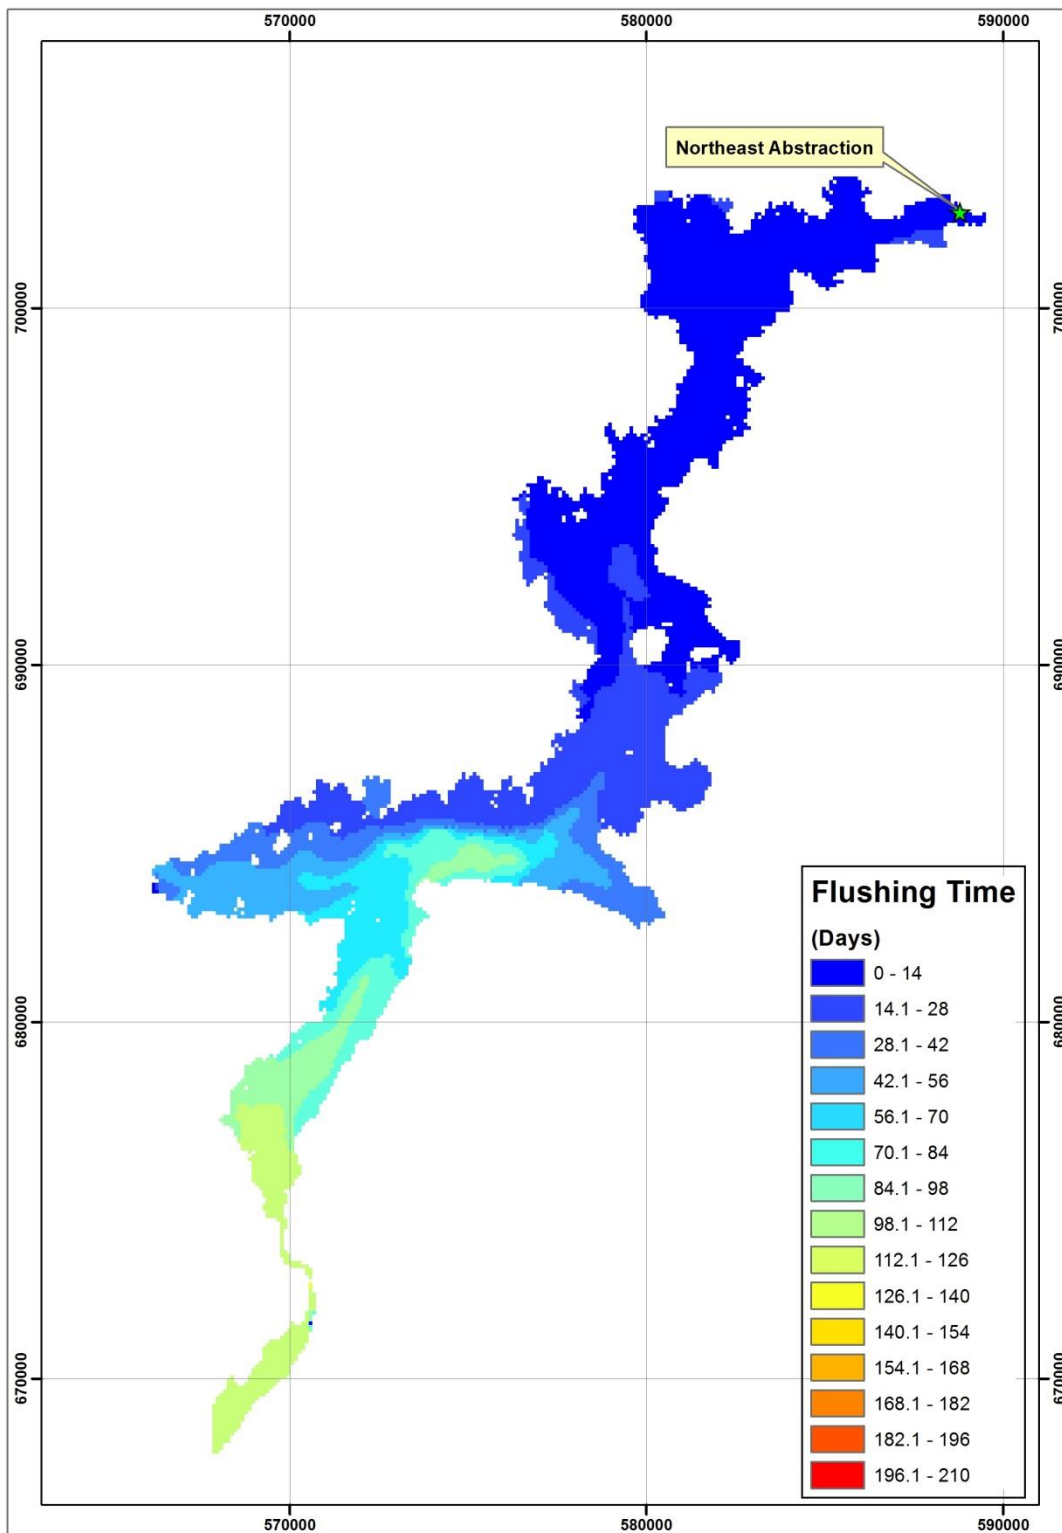 570000
580000
590000
Northeast Abstraction
700000
700000
690000
690000
680000
680000
670000
670000
Flushing Time
(Days)
0 - 14
14.1 - 28
28.1 - 42
42.1 - 56
56.1 - 70
70.1 - 84
84.1 - 98
98.1 - 112
112.1 - 126
126.1 - 140
140.1 - 154
154.1 - 168
168.1 - 182
182.1 - 196
196.1 - 210
570000
580000
590000